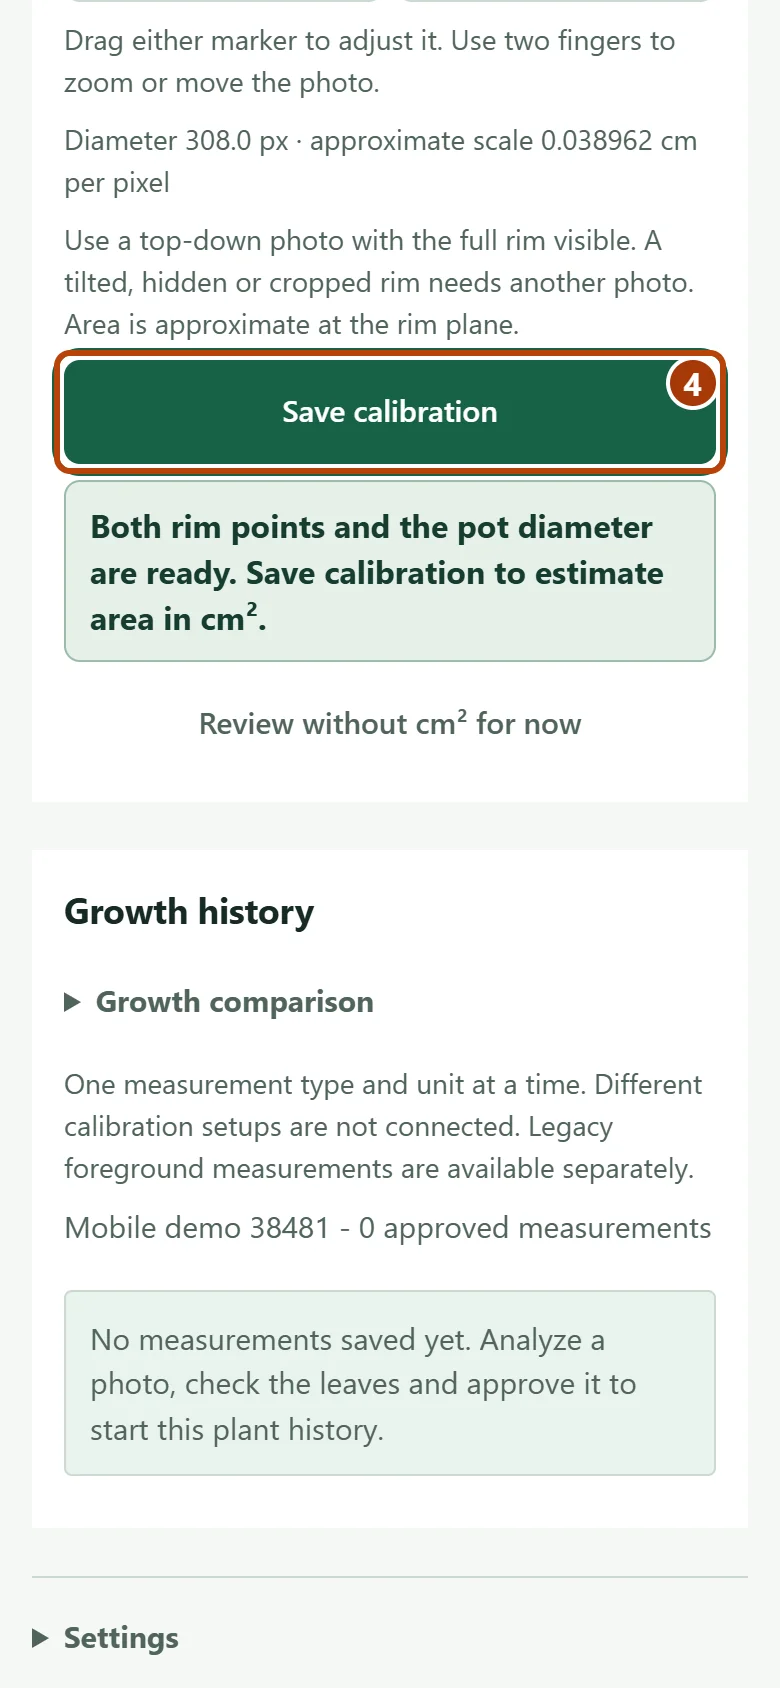 Drag either marker to adjust it. Use two fingers to
zoom or move the photo.
Diameter 308.0 px · approximate scale 0.038962 cm
per pixel
Use a top-down photo with the full rim visible. A
tilted, hidden or cropped rim needs another photo.
Area is approximate at the rim plane.
4
Save calibration
Both rim points and the pot diameter
are ready. Save calibration to estimate
area in cm².
Review without cm² for now
Growth history
▶ Growth comparison
One measurement type and unit at a time. Different
calibration setups are not connected. Legacy
foreground measurements are available separately.
Mobile demo 38481 - 0 approved measurements
No measurements saved yet. Analyze a
photo, check the leaves and approve it to
start this plant history.
▶ Settings